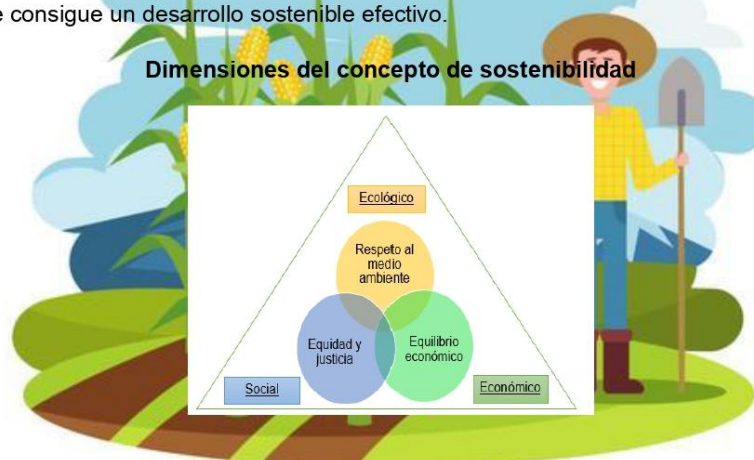 e consigue un desarrollo sostenible efectivo.
Dimensiones del concepto de sostenibilidad
Ecológico
Respeto al
medio
ambiente
Equidad y
justicia
Equilibrio
económico
Social
Económico